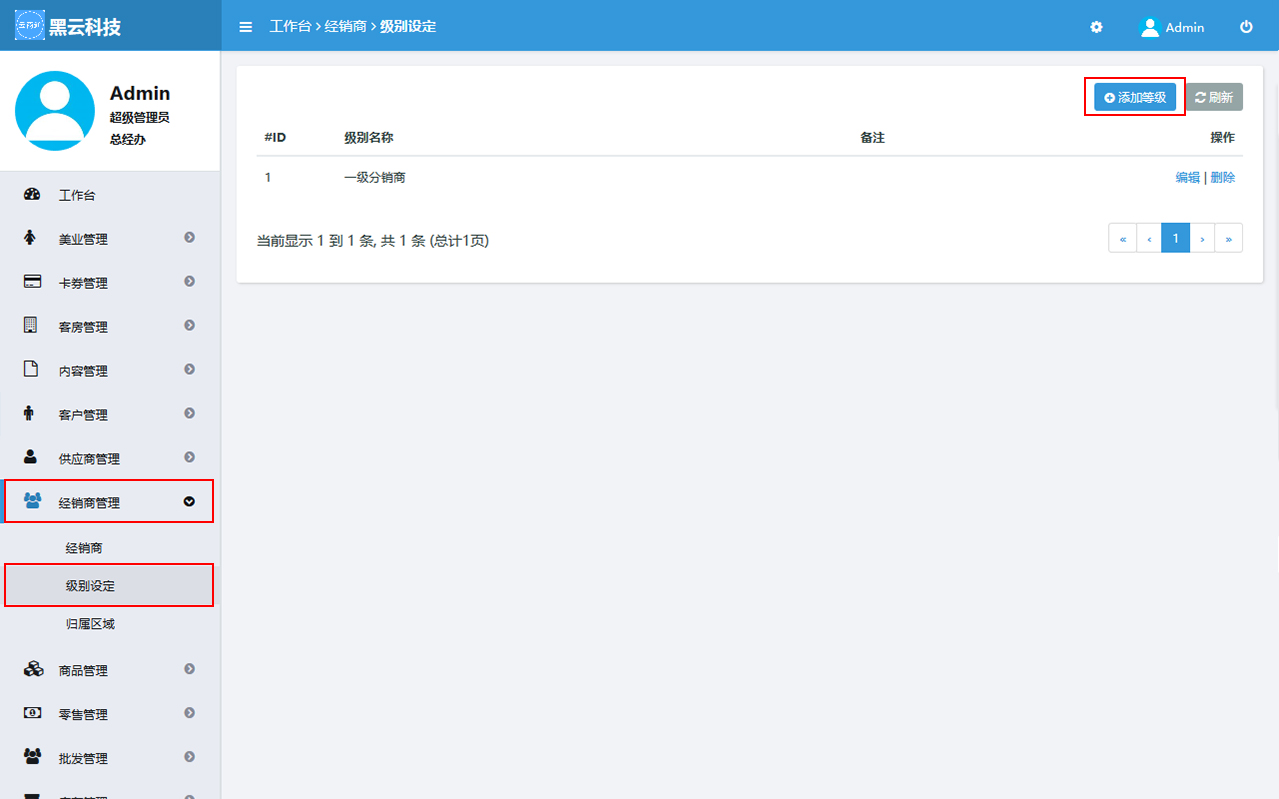 黑云科技
工作台 › 经销商 › 级别设定
Admin
Admin
超级管理员
总经办
工作台
美业管理
卡券管理
客房管理
内容管理
客户管理
供应商管理
经销商管理
经销商
级别设定
归属区域
商品管理
零售管理
批发管理
添加等级
刷新
#ID 级别名称 备注 操作
1 一级分销商 编辑 | 删除
当前显示 1 到 1 条, 共 1 条 (总计1页)
« ‹ 1 › »